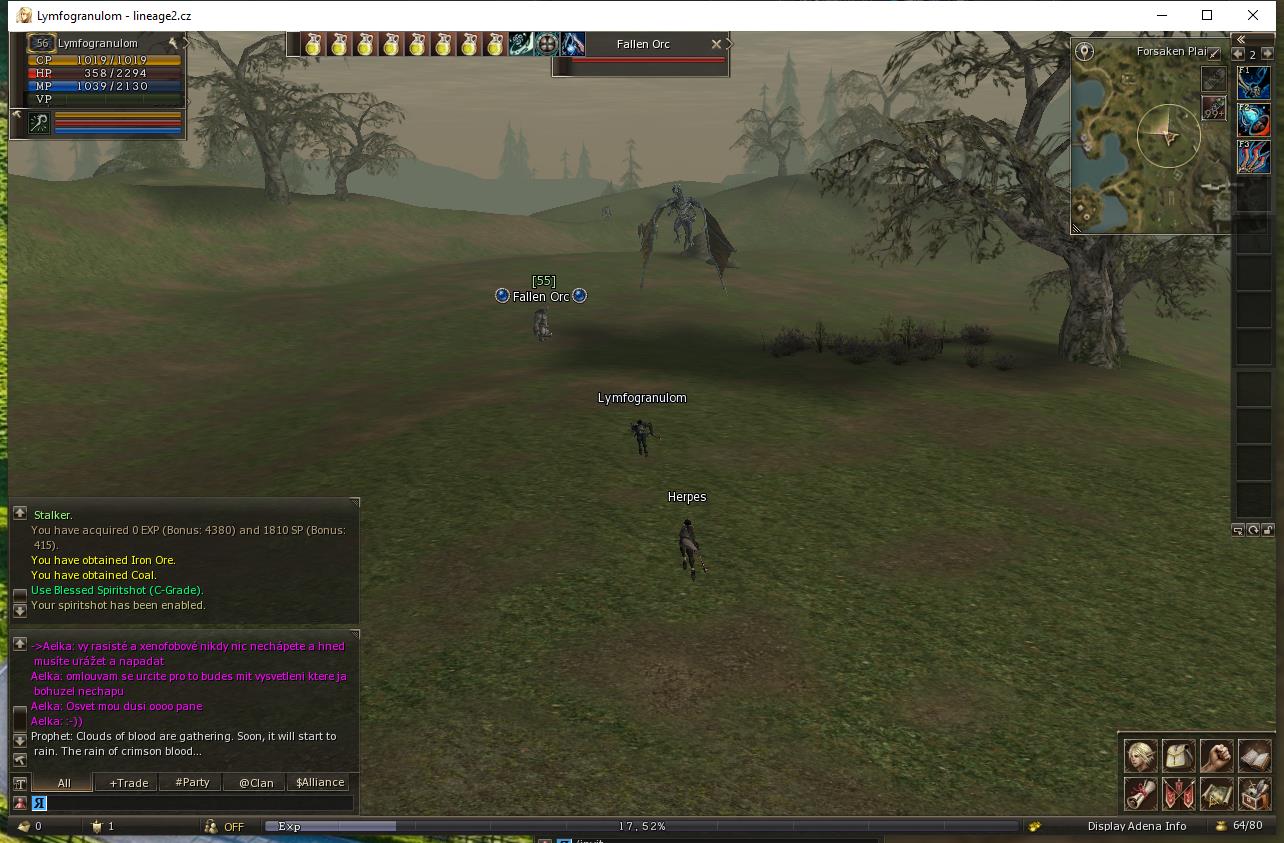 Lymfogranulom - lineage2.cz
56 Lymfogranulom
CP 1019/1019
HP 358/2294
MP 1039/2130
VP
Fallen Orc
Forsaken Plai
99+
2
F1
F2
F3
[55]
Fallen Orc
Lymfogranulom
Herpes
Stalker.
You have acquired 0 EXP (Bonus: 4380) and 1810 SP (Bonus:
415).
You have obtained Iron Ore.
You have obtained Coal.
Use Blessed Spiritshot (C-Grade).
Your spiritshot has been enabled.
->Aelka: vy rasisté a xenofobové nikdy nic nechápete a hned
musíte urážet a napadat
Aelka: omlouvam se urcite pro to budes mit vysvetleni ktere ja
bohuzel nechapu
Aelka: Osvet mou dusi oooo pane
Aelka: :-))
Prophet: Clouds of blood are gathering. Soon, it will start to
rain. The rain of crimson blood...
All +Trade #Party @Clan $Alliance
Я
0 1 OFF Exp 17,52% Display Adena Info 64/80